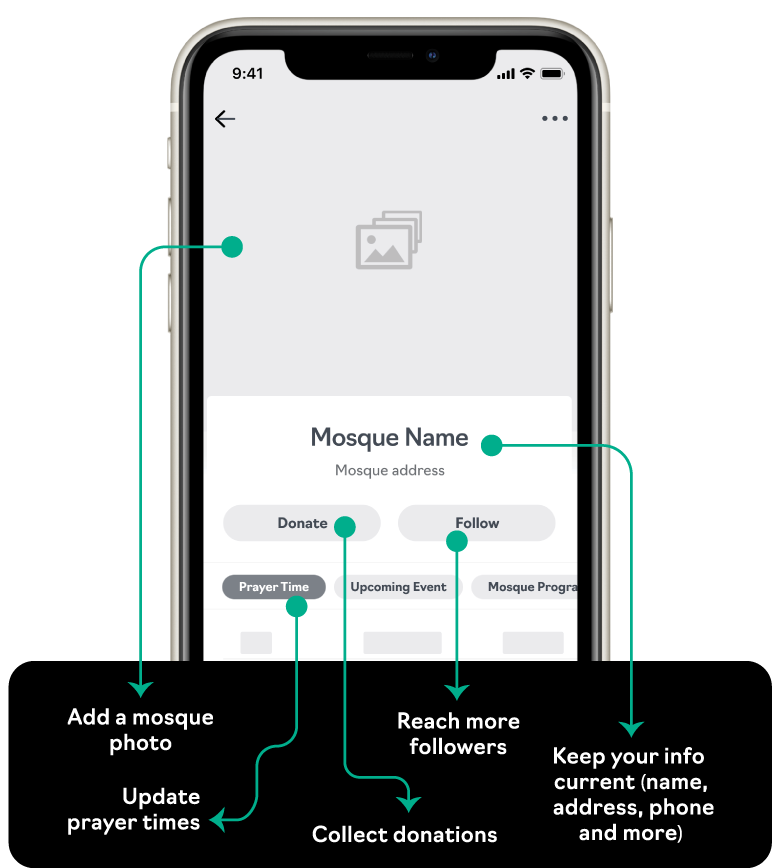 9:41
Mosque Name
Mosque address
Donate
Follow
Prayer Time
Upcoming Event
Mosque Progra
Add a mosque
photo
Update
prayer times
Collect donations
Reach more
followers
Keep your info
current (name,
address, phone
and more)